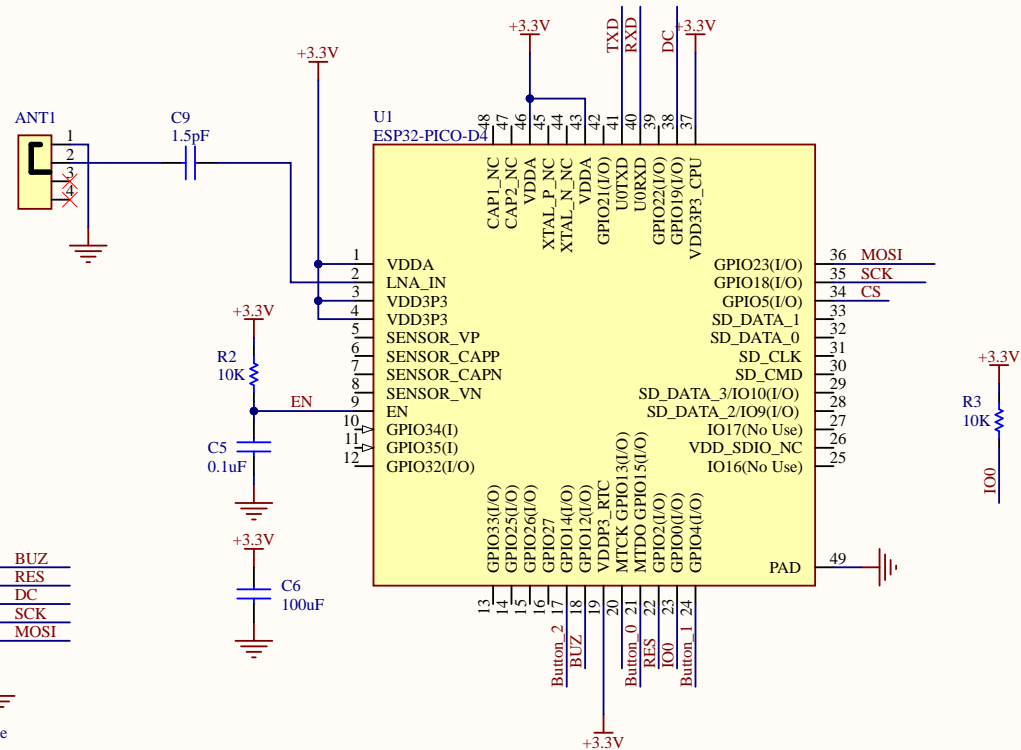 +3.3V
TXD
RXD
DC
+3.3V
+3.3V
ANT1
1
2
3
4
C9
1.5pF
U1
ESP32-PICO-D4
48
47
46
45
44
43
42
41
40
39
38
37
CAP1_NC
CAP2_NC
VDDA
XTAL_P_NC
XTAL_N_NC
VDDA
GPIO21(I/O)
U0TXD
U0RXD
GPIO22(I/O)
GPIO19(I/O)
VDD3P3_CPU
1 VDDA
2 LNA_IN
3 VDD3P3
4 VDD3P3
5 SENSOR_VP
6 SENSOR_CAPP
7 SENSOR_CAPN
8 SENSOR_VN
EN 9 EN
10 GPIO34(I)
11 GPIO35(I)
12 GPIO32(I/O)
GPIO23(I/O) 36 MOSI
GPIO18(I/O) 35 SCK
GPIO5(I/O) 34 CS
SD_DATA_1 33
SD_DATA_0 32
SD_CLK 31
SD_CMD 30
SD_DATA_3/IO10(I/O) 29
SD_DATA_2/IO9(I/O) 28
IO17(No Use) 27
VDD_SDIO_NC 26
IO16(No Use) 25
PAD 49
+3.3V
R2
10K
C5
0.1uF
+3.3V
C6
100uF
+3.3V
R3
10K
IO0
GPIO33(I/O)
GPIO25(I/O)
GPIO26(I/O)
GPIO27
GPIO14(I/O)
GPIO12(I/O)
VDDP3_RTC
MTCK GPIO13(I/O)
MTDO GPIO15(I/O)
GPIO2(I/O)
GPIO0(I/O)
GPIO4(I/O)
13
14
15
16
17
18
19
20
21
22
23
24
Button_2
BUZ
Button_0
RES
IO0
Button_1
+3.3V
BUZ
RES
DC
SCK
MOSI
e